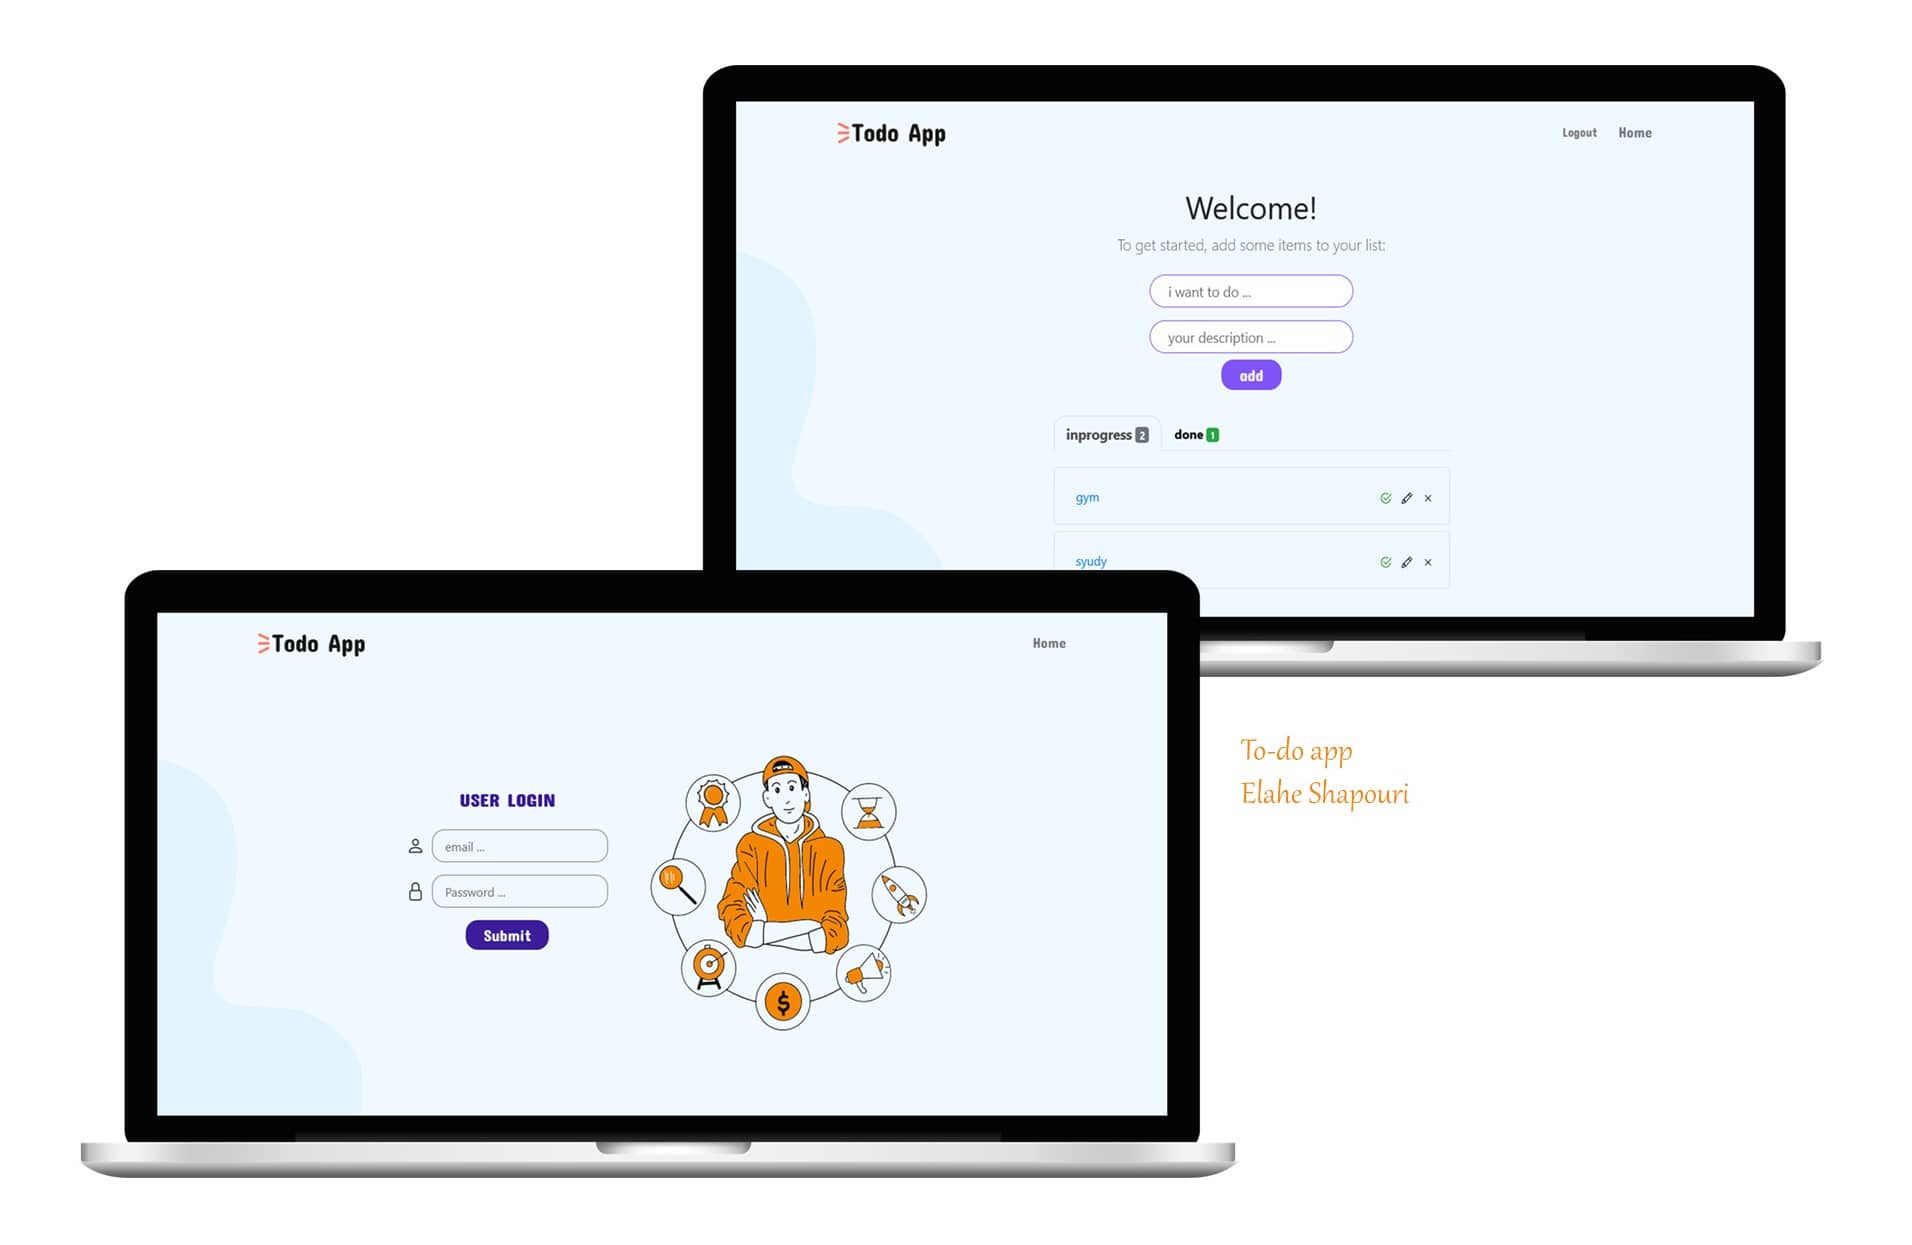 Todo App
Logout Home
Welcome!
To get started, add some items to your list:
i want to do ...
your description ...
add
inprogress 2 done 1
gym
syudy
Todo App
Home
USER LOGIN
email ...
Password ...
Submit
$
To-do app
Elahe Shapouri